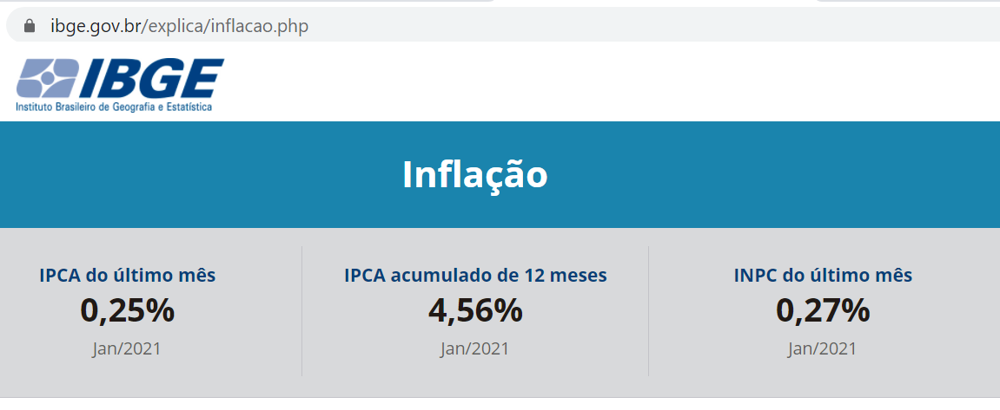 ibge.gov.br/explica/inflacao.php
IBGE
Instituto Brasileiro de Geografia e Estatística
Inflação
IPCA do último mês
0,25%
Jan/2021
IPCA acumulado de 12 meses
4,56%
Jan/2021
INPC do último mês
0,27%
Jan/2021